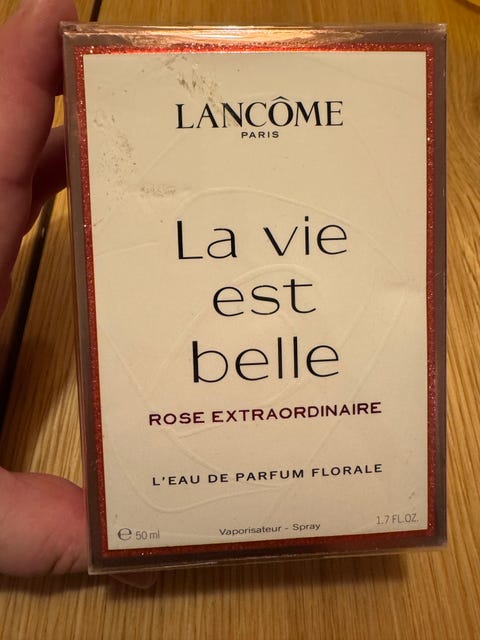 LANCÔME
PARIS
La vie
est
belle
ROSE EXTRAORDINAIRE
L'EAU DE PARFUM FLORALE
℮ 50 ml
Vaporisateur - Spray
1.7 FL.OZ.